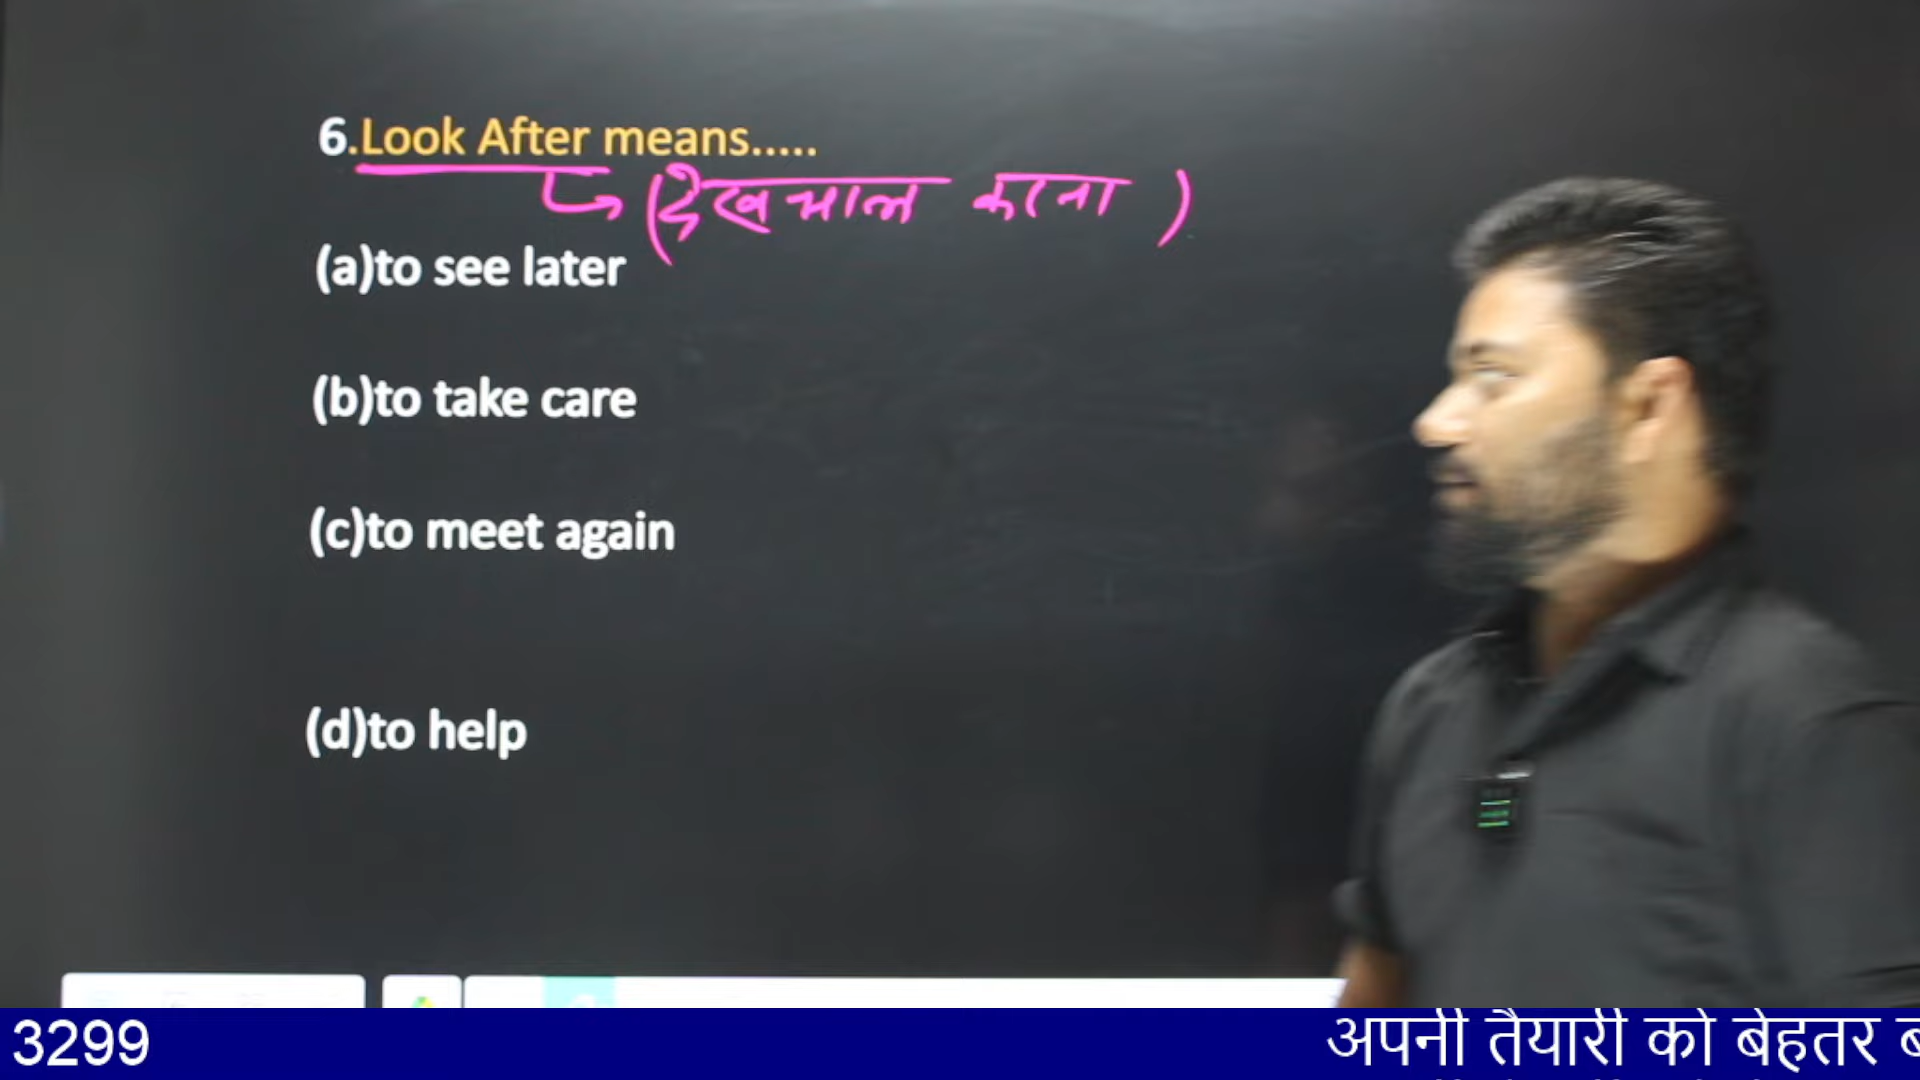 6.Look After means.....
(देखभाल करना)
(a)to see later
(b)to take care
(c)to meet again
(d)to help
3299
अपनी तैयारी को बेहतर